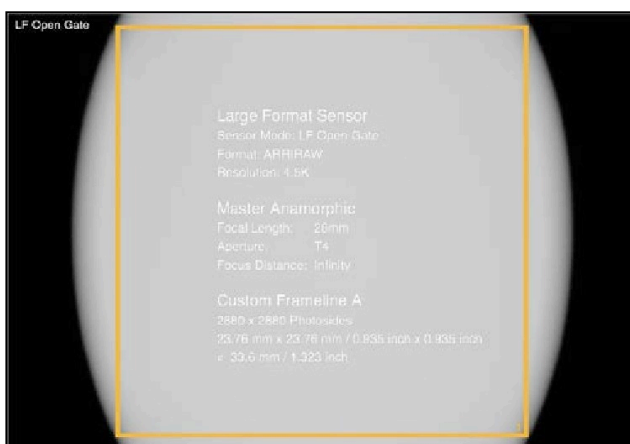 LF Open Gate
Large Format Sensor
Sensor Mode: LF Open Gate
Format: ARRIRAW
Resolution: 4.5K
Master Anamorphic
Focal Length: 28mm
Aperture: T4
Focus Distance: Infinity
Custom Frameline A
2880 x 2880 Photosides
23.76 mm x 23.76 mm / 0.935 inch x 0.935 inch
33.6 mm / 1.323 inch